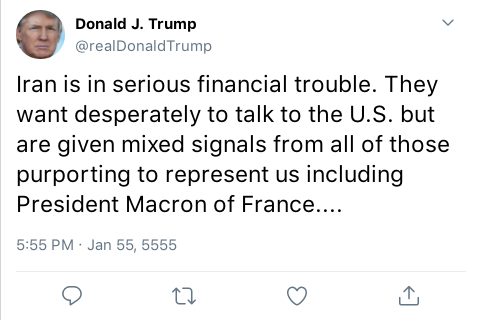 Donald J. Trump
@realDonaldTrump
Iran is in serious financial trouble. They
want desperately to talk to the U.S. but
are given mixed signals from all of those
purporting to represent us including
President Macron of France....
5:55 PM · Jan 55, 5555